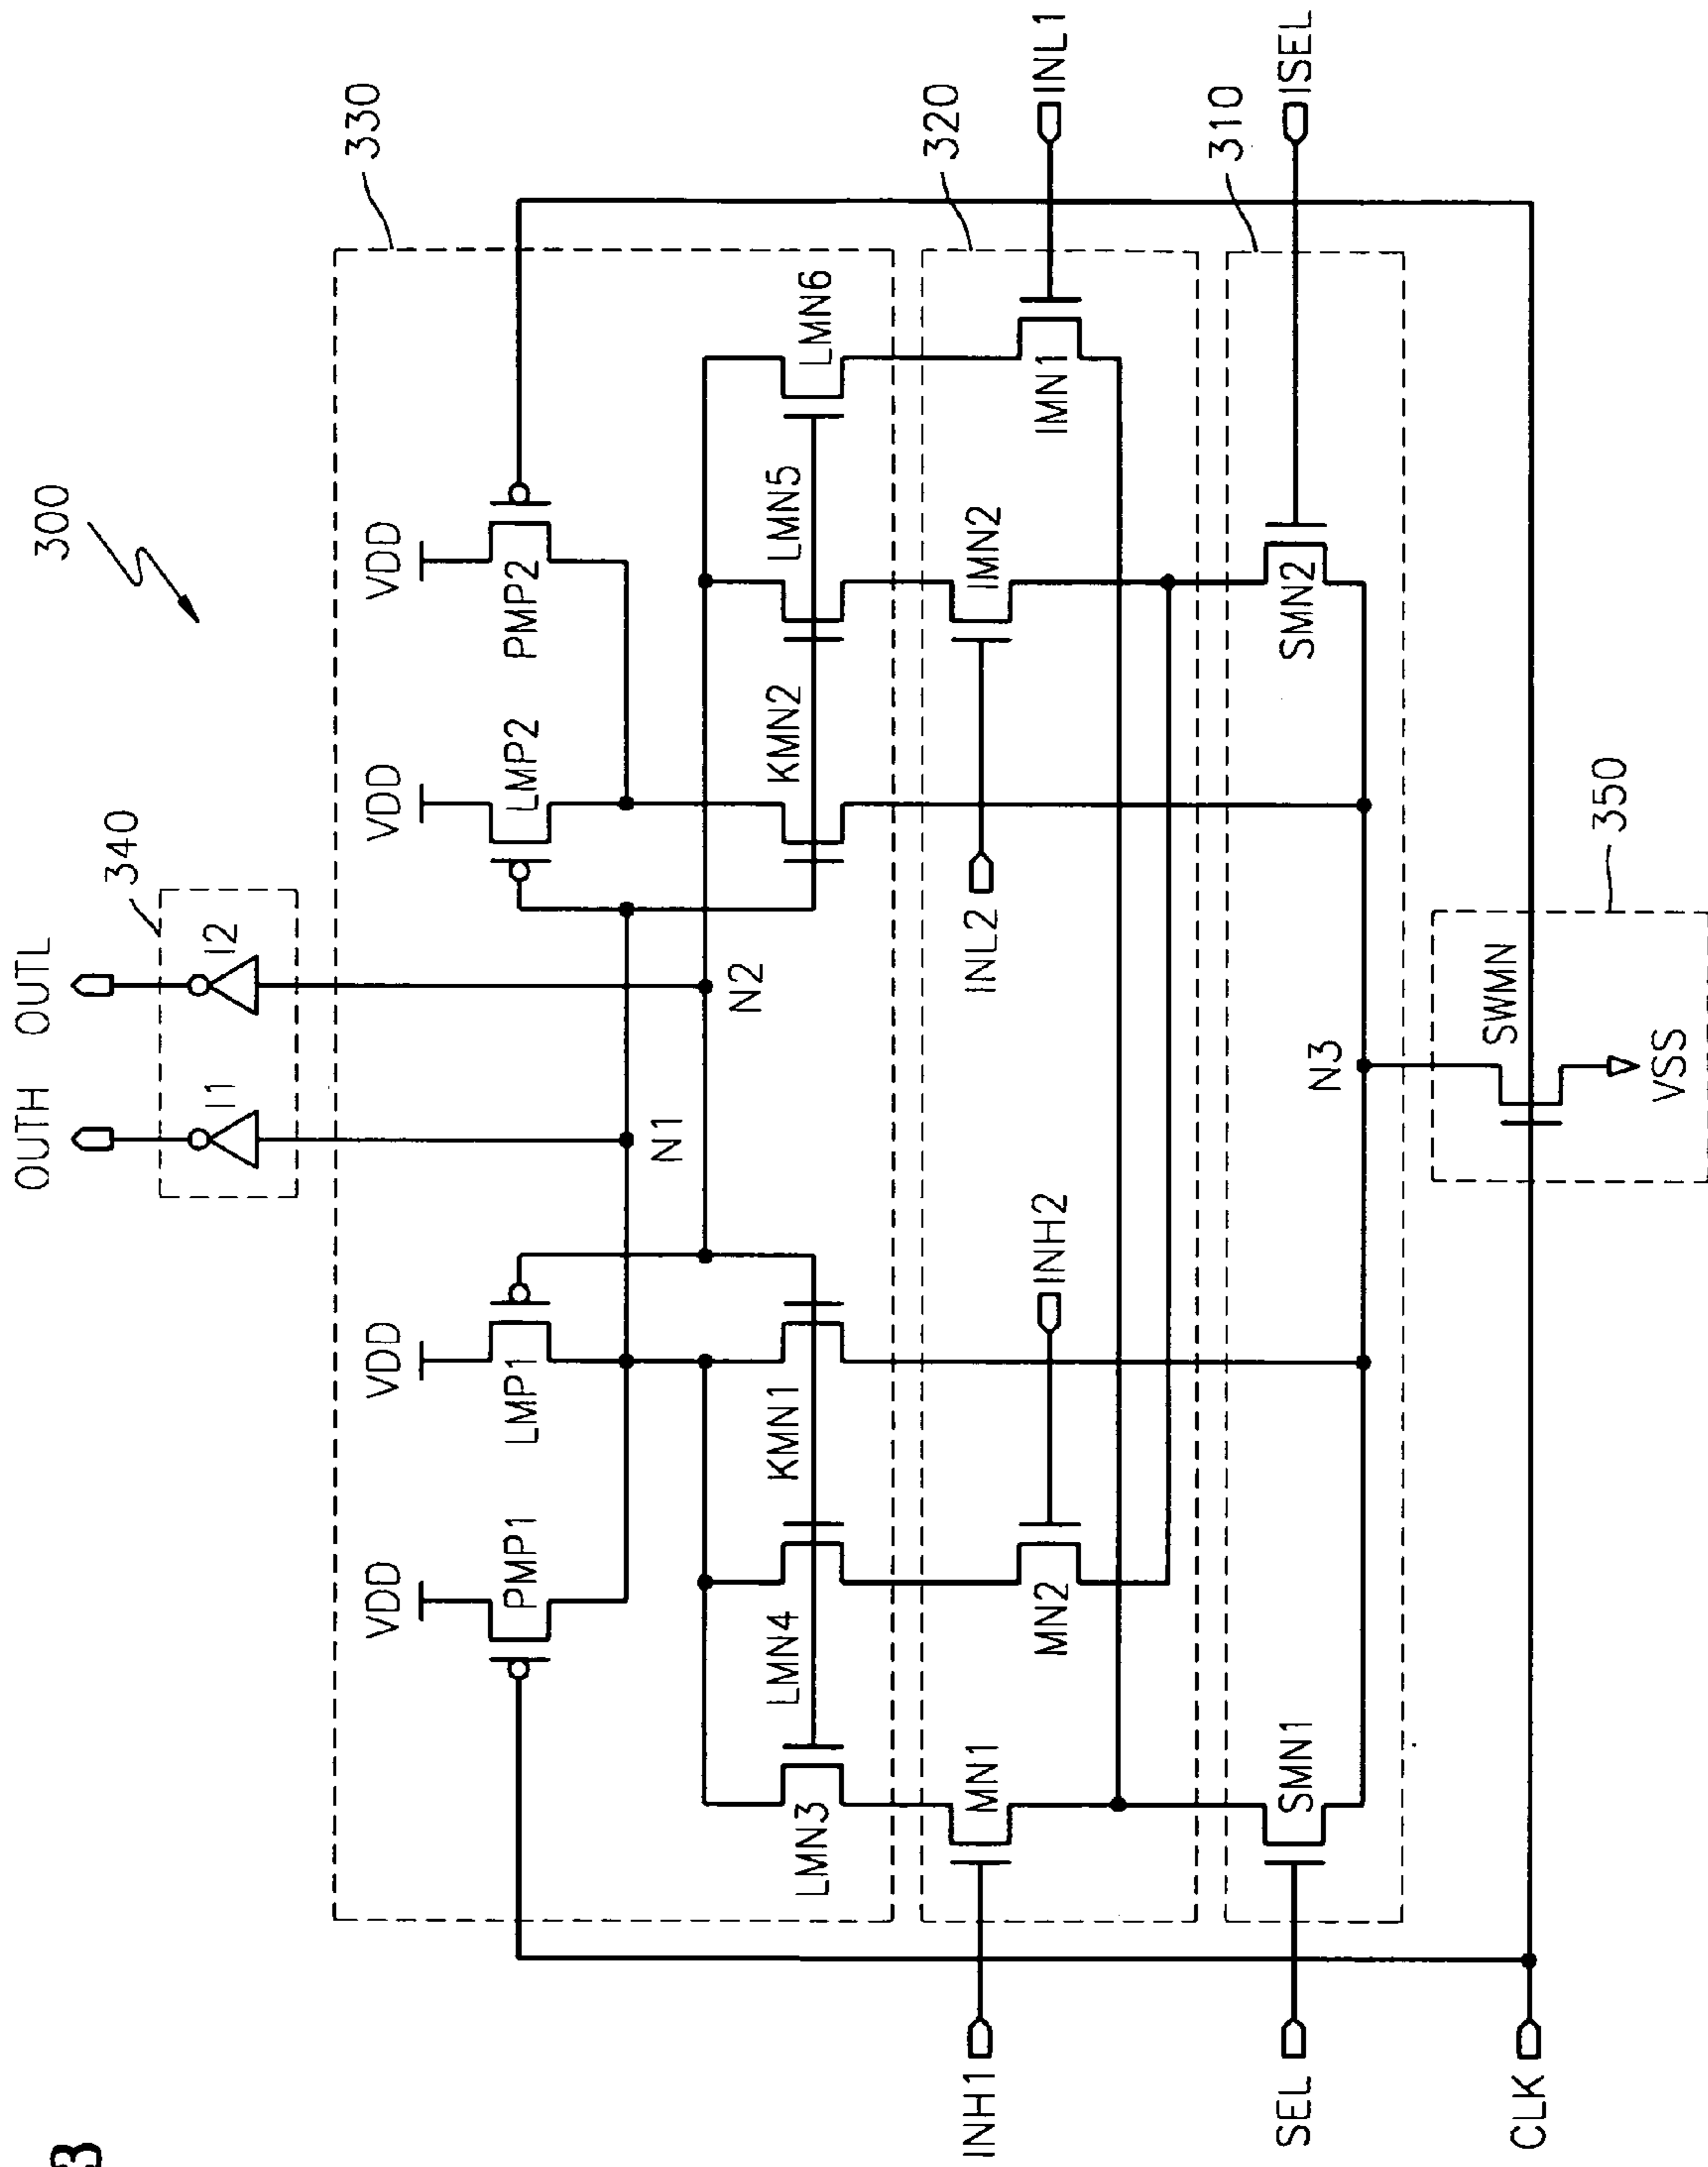 3
300
OUTH
OUTL
340
I1
I2
330
VDD
VDD
VDD
VDD
PMP1
LMP1
LMP2
PMP2
N1
N2
LMN3
LMN4
KMN1
KMN2
LMN5
LMN6
320
INH1
MN1
MN2
INH2
INL2
IMN2
IMN1
INL1
310
SEL
SMN1
N3
SMN2
ISEL
350
SWMN
CLK
VSS